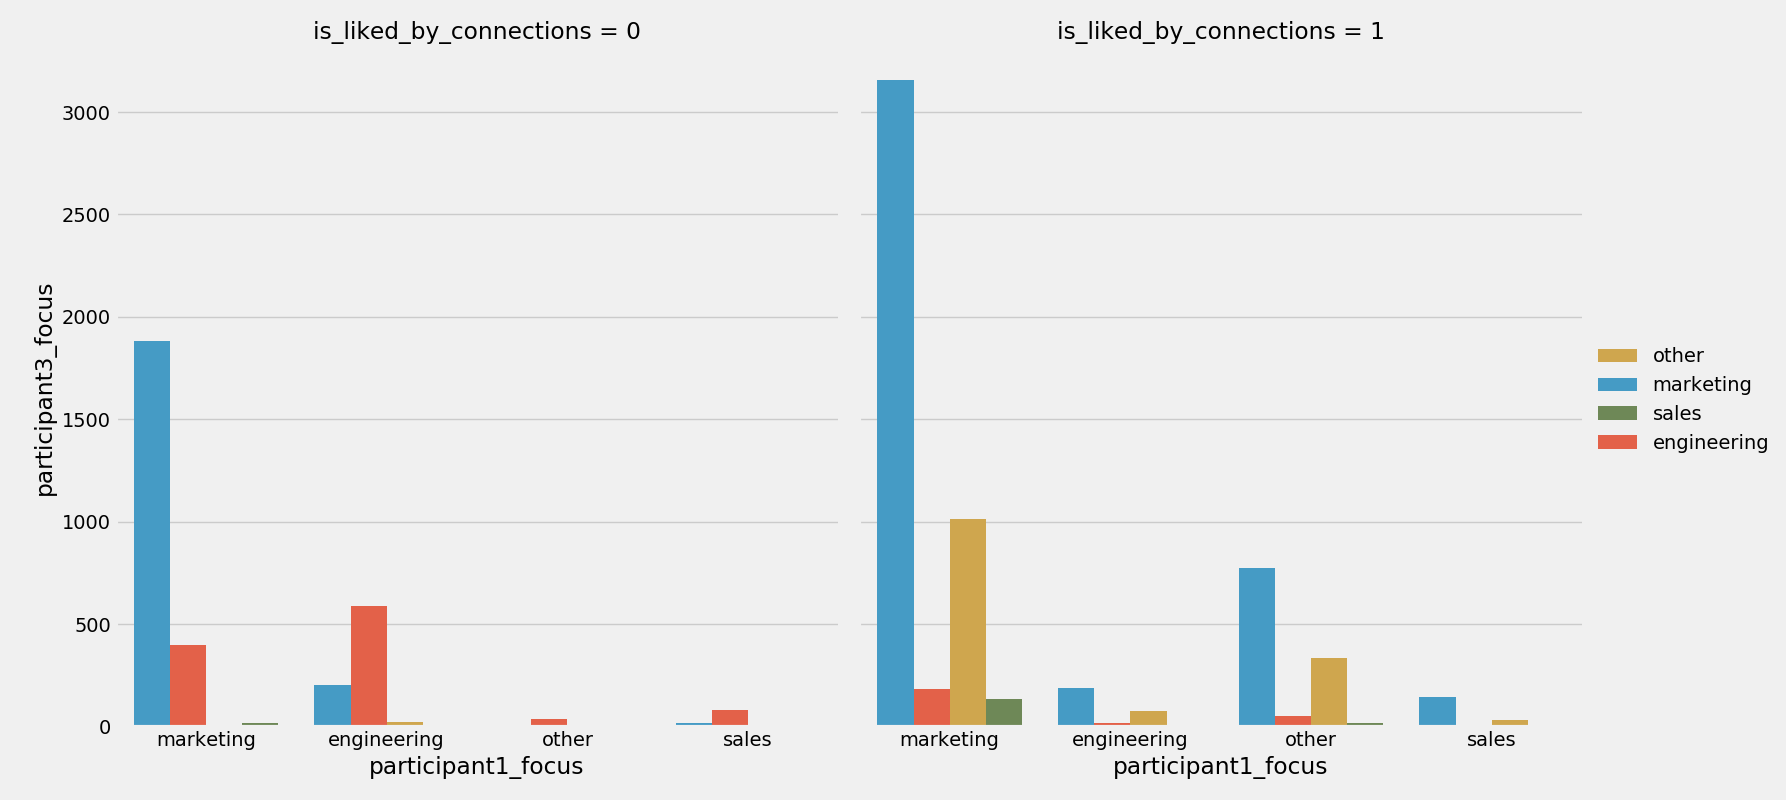 is_liked_by_connections = 0
is_liked_by_connections = 1
participant3_focus
3000
2500
2000
1500
1000
500
0
marketing
engineering
other
sales
participant1_focus
marketing
engineering
other
sales
participant1_focus
other
marketing
sales
engineering